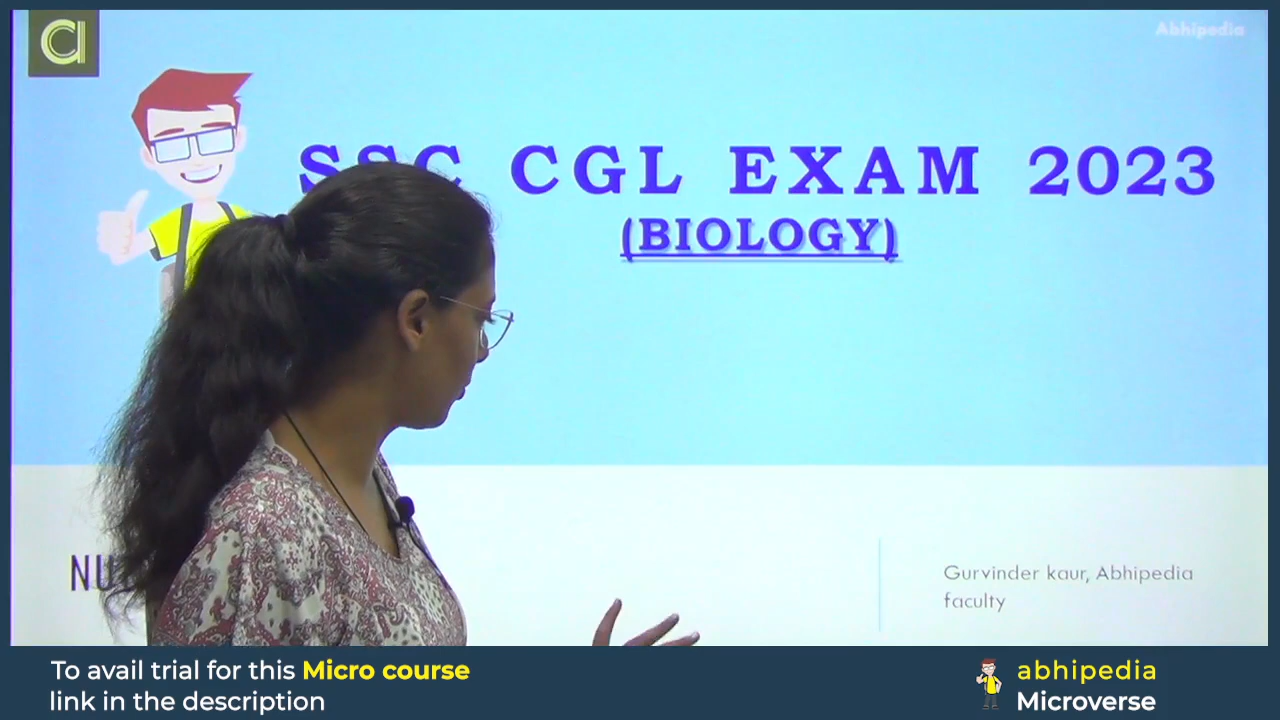 Abhipedia
SSC CGL EXAM 2023
(BIOLOGY)
Gurvinder kaur, Abhipedia
faculty
To avail trial for this Micro course
link in the description
abhipedia
Microverse